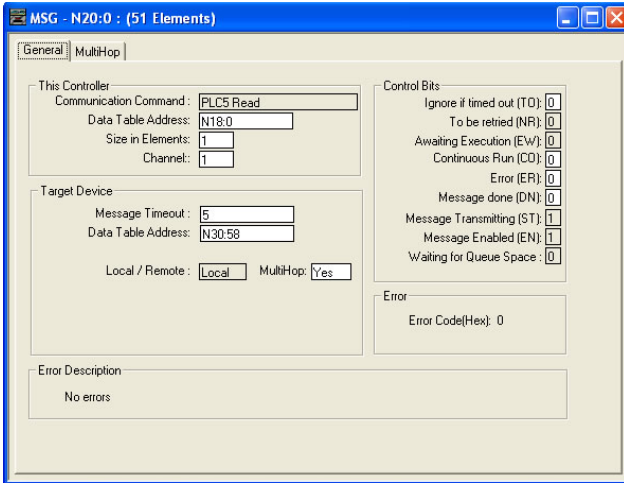 MSG - N20:0 : (51 Elements)
General MultiHop
This Controller
Communication Command : PLC5 Read
Data Table Address: N18:0
Size in Elements: 1
Channel:: 1
Target Device
Message Timeout : 5
Data Table Address: N30:58
Local / Remote : Local MultiHop: Yes
Control Bits
Ignore if timed out (TO): 0
To be retried (NR): 0
Awaiting Execution (EW): 0
Continuous Run (CO): 0
Error (ER): 0
Message done (DN): 0
Message Transmitting (ST): 1
Message Enabled (EN): 1
Waiting for Queue Space : 0
Error
Error Code(Hex): 0
Error Description
No errors